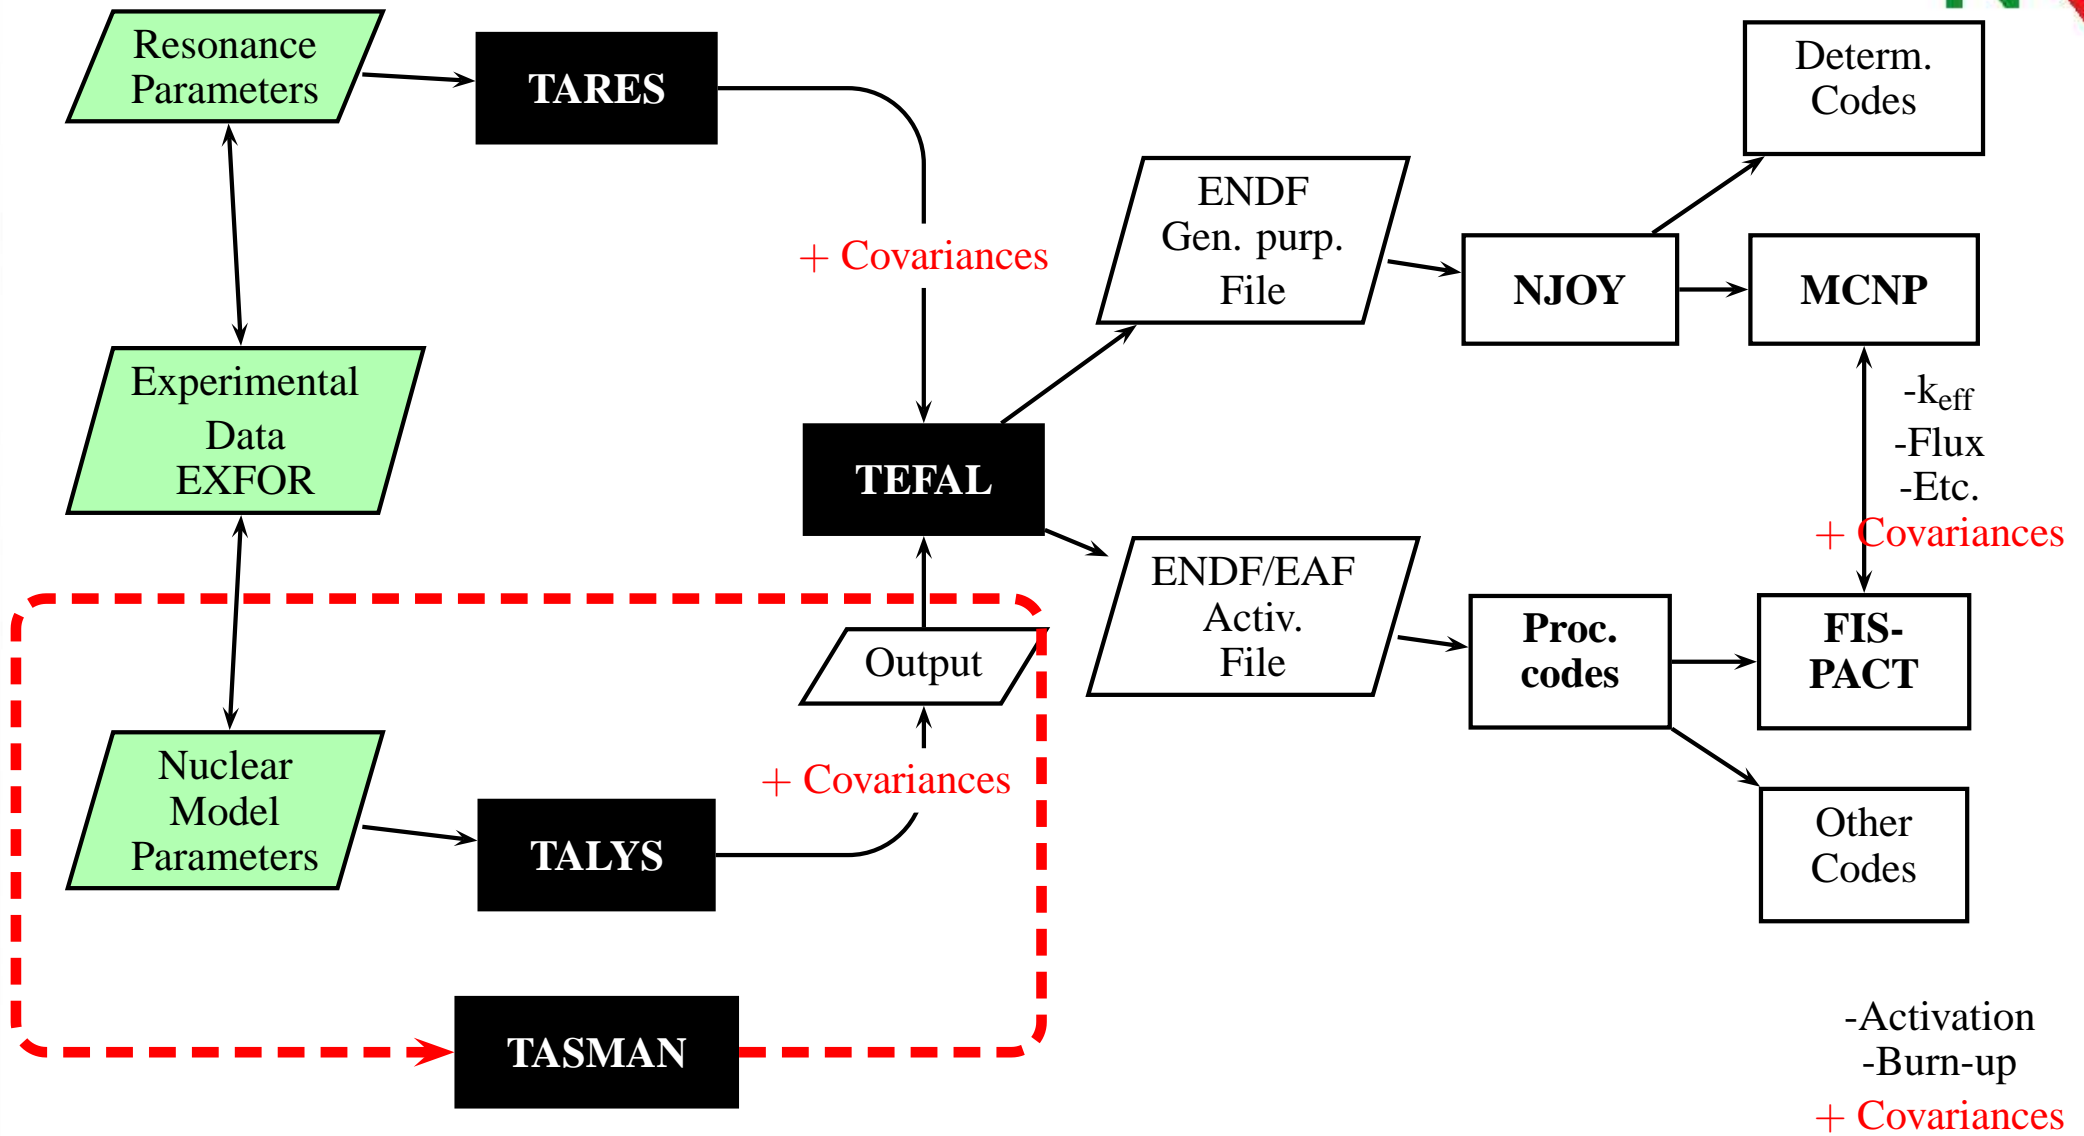 Resonance
Parameters
TARES
Determ.
Codes
ENDF
Gen. purp.
File
+ Covariances
NJOY
MCNP
Experimental
Data
EXFOR
-keff
-Flux
-Etc.
+ Covariances
TEFAL
ENDF/EAF
Activ.
File
Proc.
codes
FIS-
PACT
Output
Nuclear
Model
Parameters
+ Covariances
TALYS
Other
Codes
TASMAN
-Activation
-Burn-up
+ Covariances